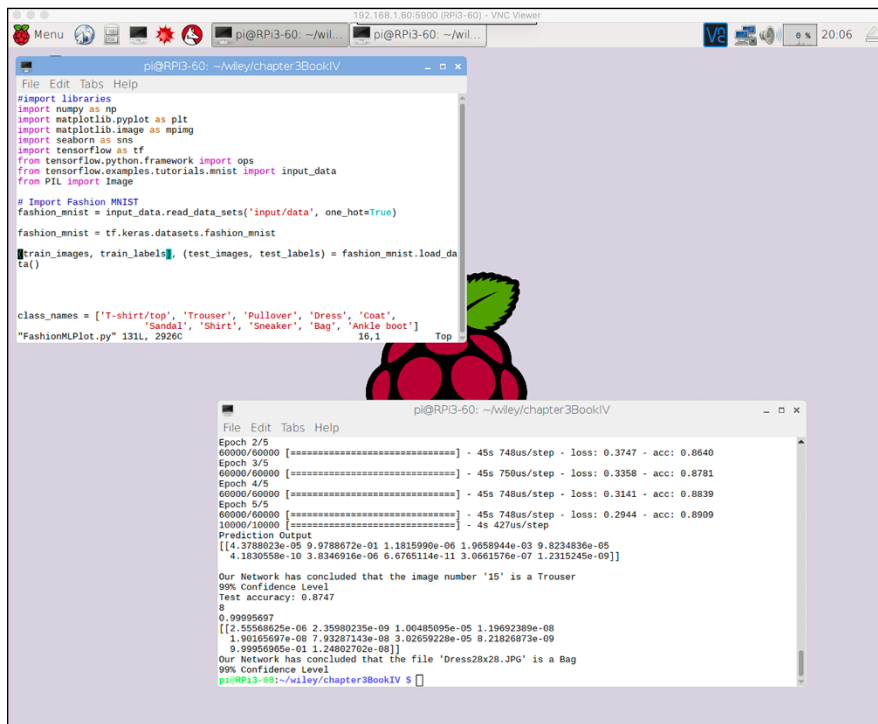 192.168.1.60:5900 (RPi3-60) - VNC Viewer
Menu pi@RPi3-60: ~/wil... pi@RPi3-60: ~/wil... 0 % 20:06
pi@RPi3-60: ~/wiley/chapter3BookIV
File Edit Tabs Help
#import libraries
import numpy as np
import matplotlib.pyplot as plt
import matplotlib.image as mpimg
import seaborn as sns
import tensorflow as tf
from tensorflow.python.framework import ops
from tensorflow.examples.tutorials.mnist import input_data
from PIL import Image
# Import Fashion MNIST
fashion_mnist = input_data.read_data_sets('input/data', one_hot=True)
fashion_mnist = tf.keras.datasets.fashion_mnist
(train_images, train_labels), (test_images, test_labels) = fashion_mnist.load_da
ta()
class_names = ['T-shirt/top', 'Trouser', 'Pullover', 'Dress', 'Coat',
'Sandal', 'Shirt', 'Sneaker', 'Bag', 'Ankle boot']
"FashionMLPlot.py" 131L, 2926C 16,1 Top
pi@RPi3-60: ~/wiley/chapter3BookIV
File Edit Tabs Help
Epoch 2/5
60000/60000 [==============================] - 45s 748us/step - loss: 0.3747 - acc: 0.8640
Epoch 3/5
60000/60000 [==============================] - 45s 750us/step - loss: 0.3358 - acc: 0.8781
Epoch 4/5
60000/60000 [==============================] - 45s 748us/step - loss: 0.3141 - acc: 0.8839
Epoch 5/5
60000/60000 [==============================] - 45s 748us/step - loss: 0.2944 - acc: 0.8909
10000/10000 [==============================] - 4s 427us/step
Prediction Output
[[4.3788023e-05 9.9788672e-01 1.1815990e-06 1.9658944e-03 9.8234836e-05
4.1830558e-10 3.8346916e-06 6.6765114e-11 3.0661576e-07 1.2315245e-09]]
Our Network has concluded that the image number '15' is a Trouser
99% Confidence Level
Test accuracy: 0.8747
8
0.99995697
[[2.55568625e-06 2.35980235e-09 1.00485095e-05 1.19692389e-08
1.90165697e-08 7.93287143e-08 3.02659228e-05 8.21826873e-09
9.99956965e-01 1.24802702e-08]]
Our Network has concluded that the file 'Dress28x28.JPG' is a Bag
99% Confidence Level
pi@RPi3-60:~/wiley/chapter3BookIV $